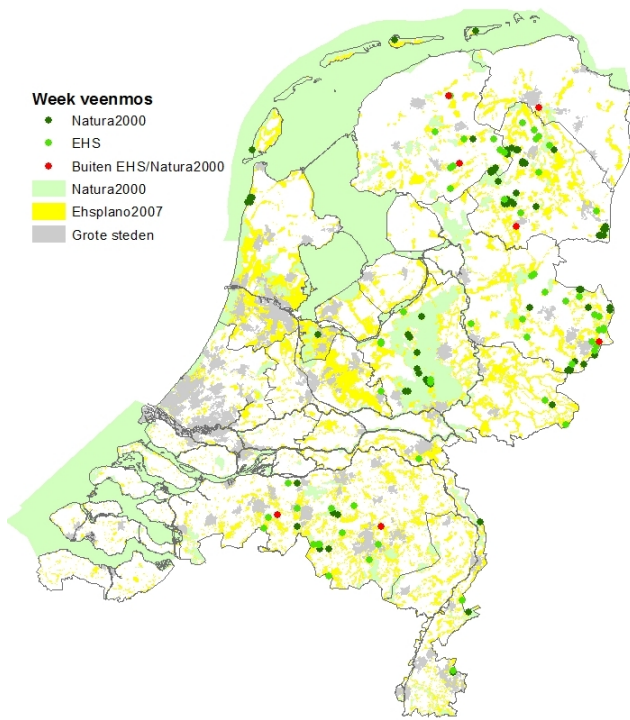 Week veenmos
Natura2000
EHS
Buiten EHS/Natura2000
Natura2000
Ehsplano2007
Grote steden